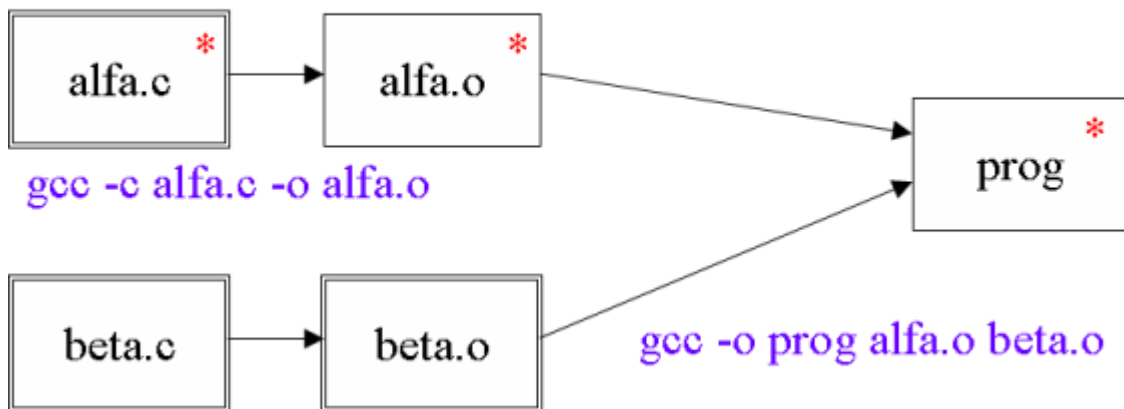 alfa.c *
alfa.o *
prog *
gcc -c alfa.c -o alfa.o
beta.c
beta.o
gcc -o prog alfa.o beta.o